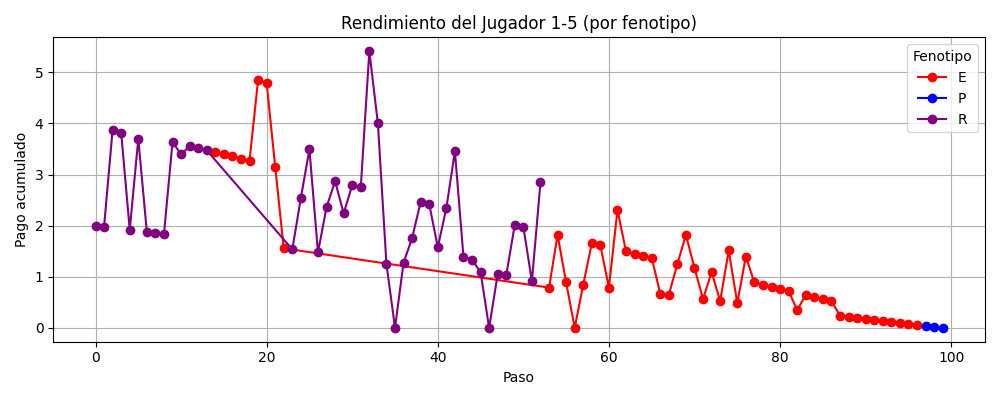 Rendimiento del Jugador 1-5 (por fenotipo)
Pago acumulado
5
4
3
2
1
0
0
20
40
60
80
100
Paso
Fenotipo
E
P
R